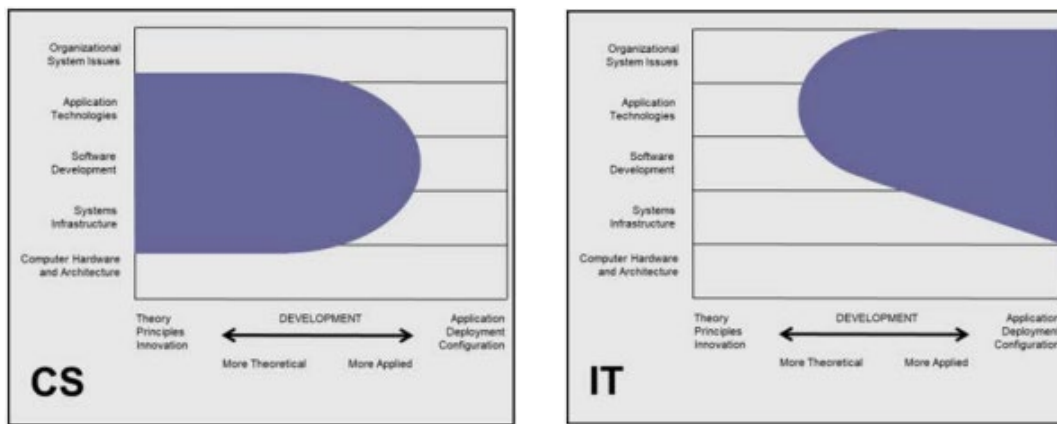 Organizational
System Issues
Application
Technologies
Software
Development
Systems
Infrastructure
Computer Hardware
and Architecture
Theory
Principles
Innovation
DEVELOPMENT
More Theoretical
More Applied
Application
Deployment
Configuration
CS
Organizational
System Issues
Application
Technologies
Software
Development
Systems
Infrastructure
Computer Hardware
and Architecture
Theory
Principles
Innovation
DEVELOPMENT
More Theoretical
More Applied
Application
Deployment
Configuration
IT